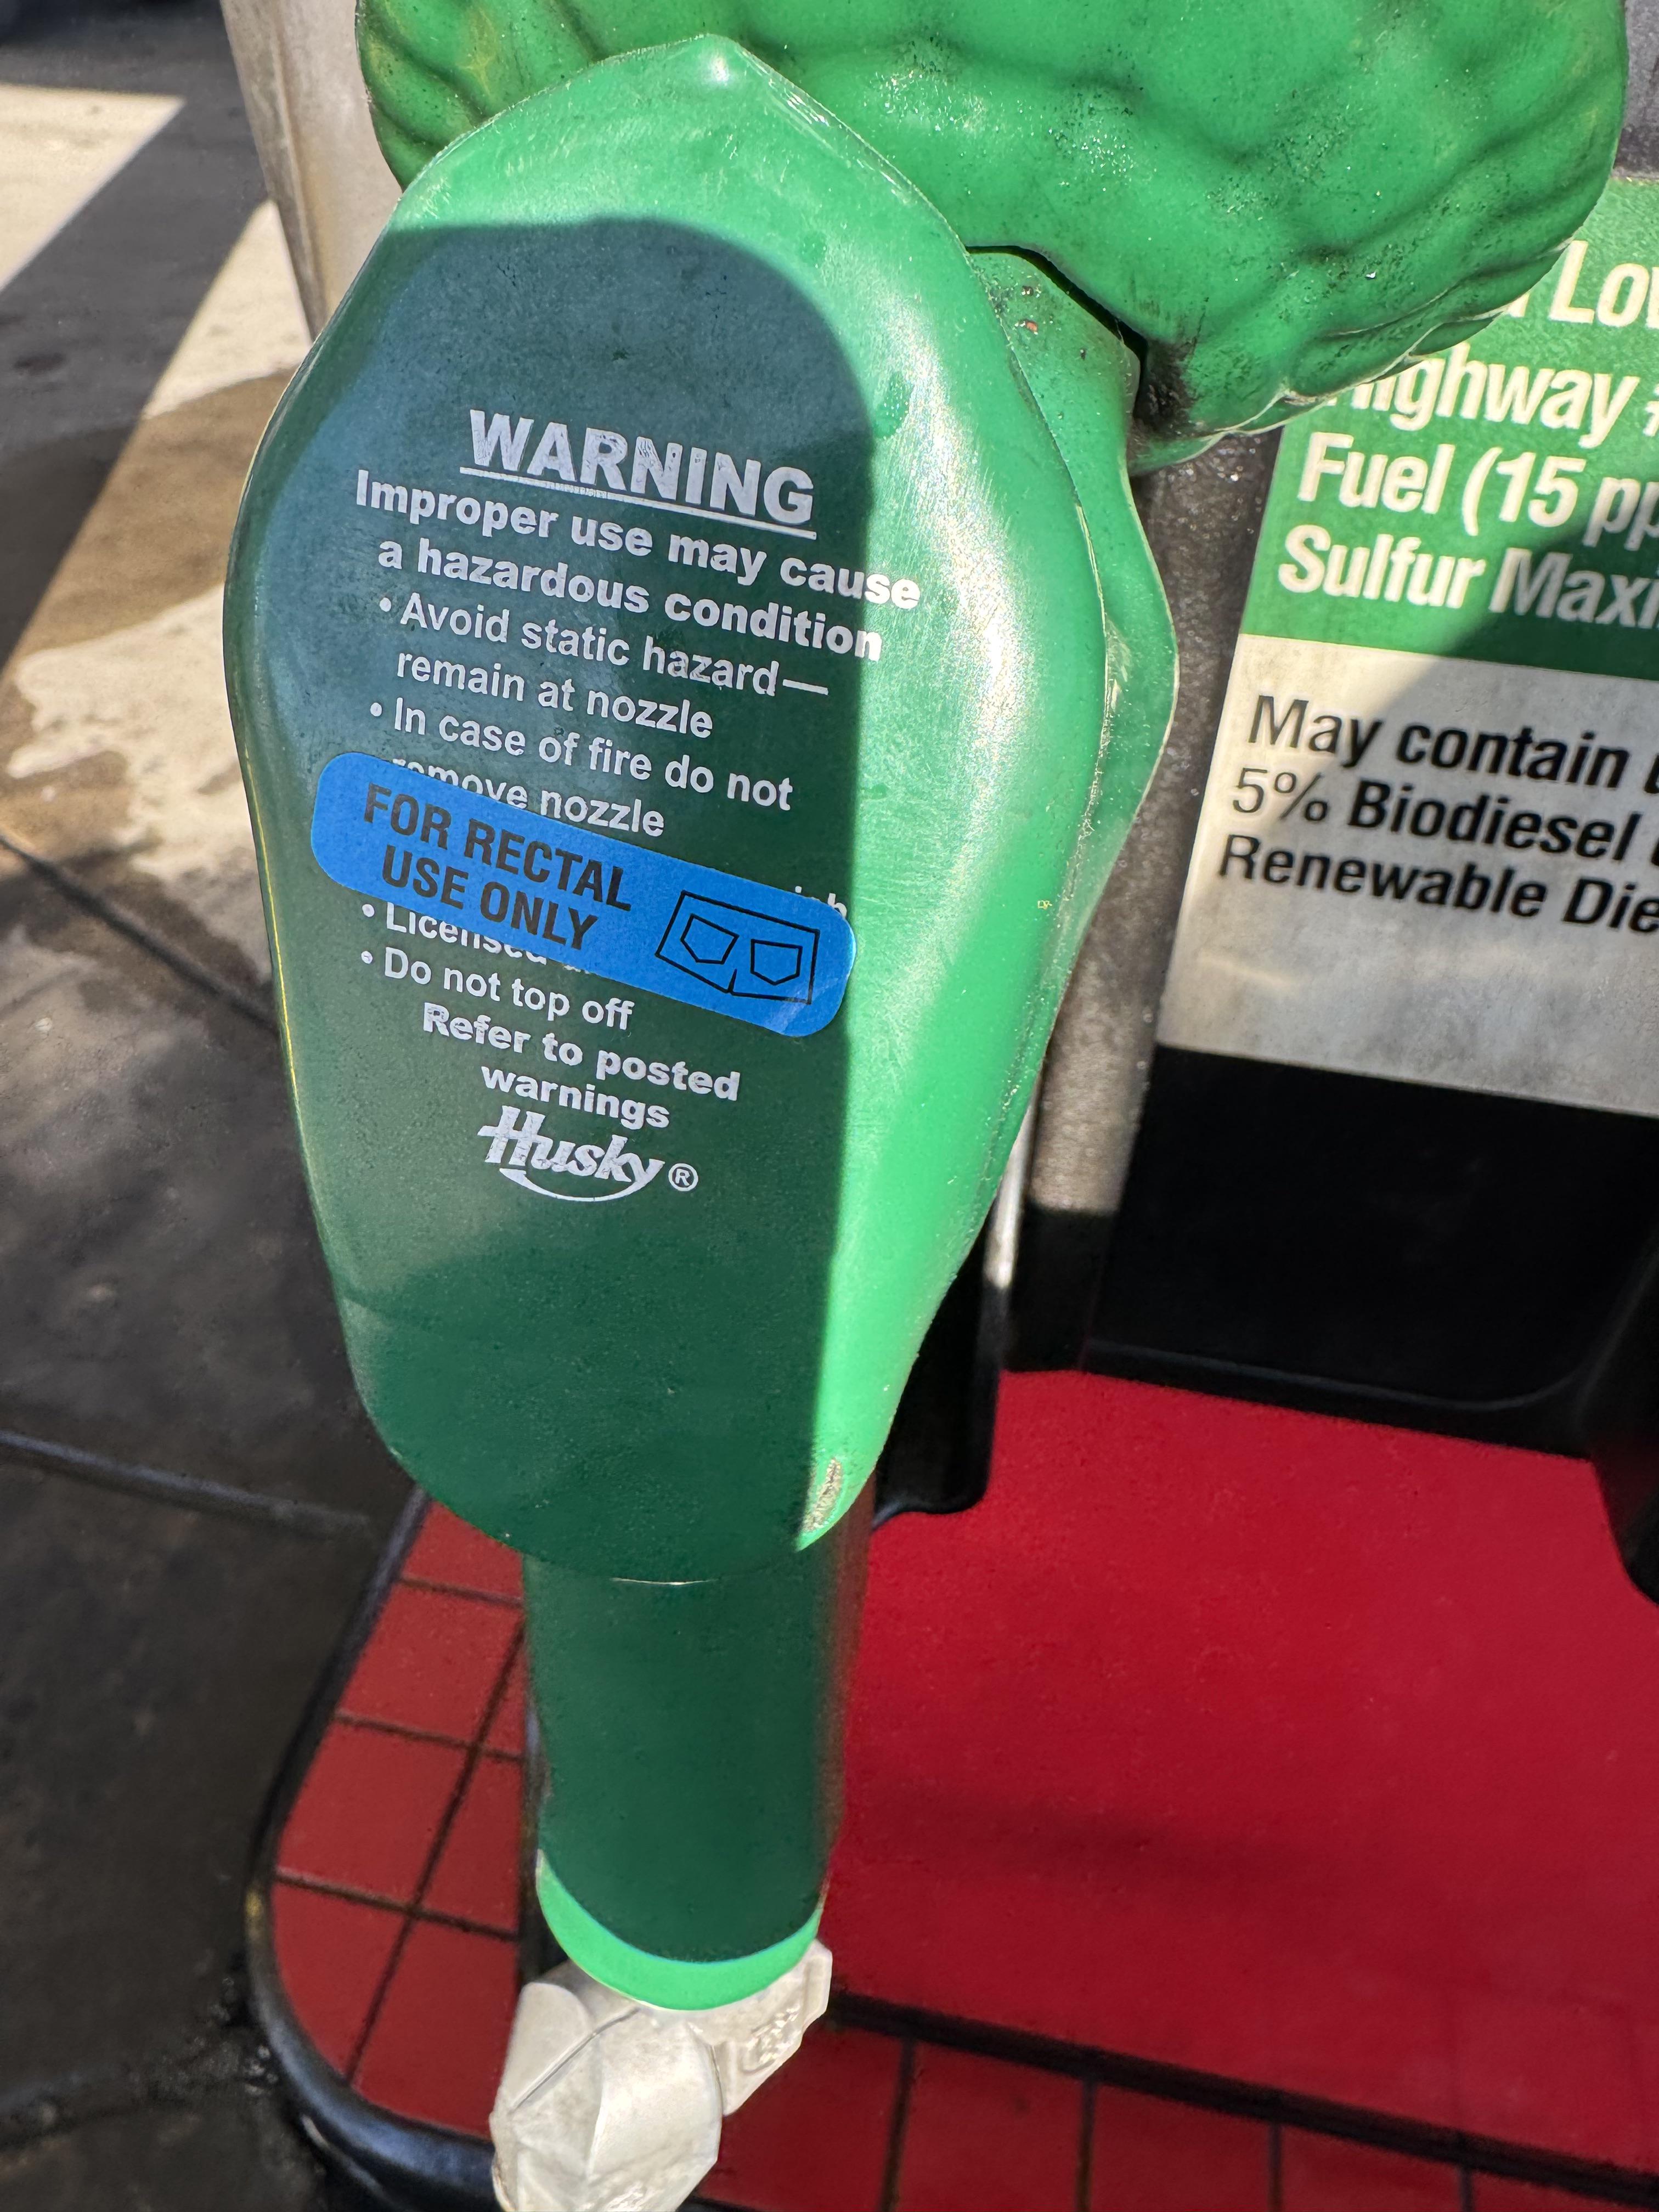 WARNING
Improper use may cause
a hazardous condition
• Avoid static hazard—
remain at nozzle
• In case of fire do not
remove nozzle
FOR RECTAL
USE ONLY
• Licensed
• Do not top off
Refer to posted
warnings
Husky®
Highway
Fuel (15
Sulfur
May contain
5% Biodiesel
Renewable